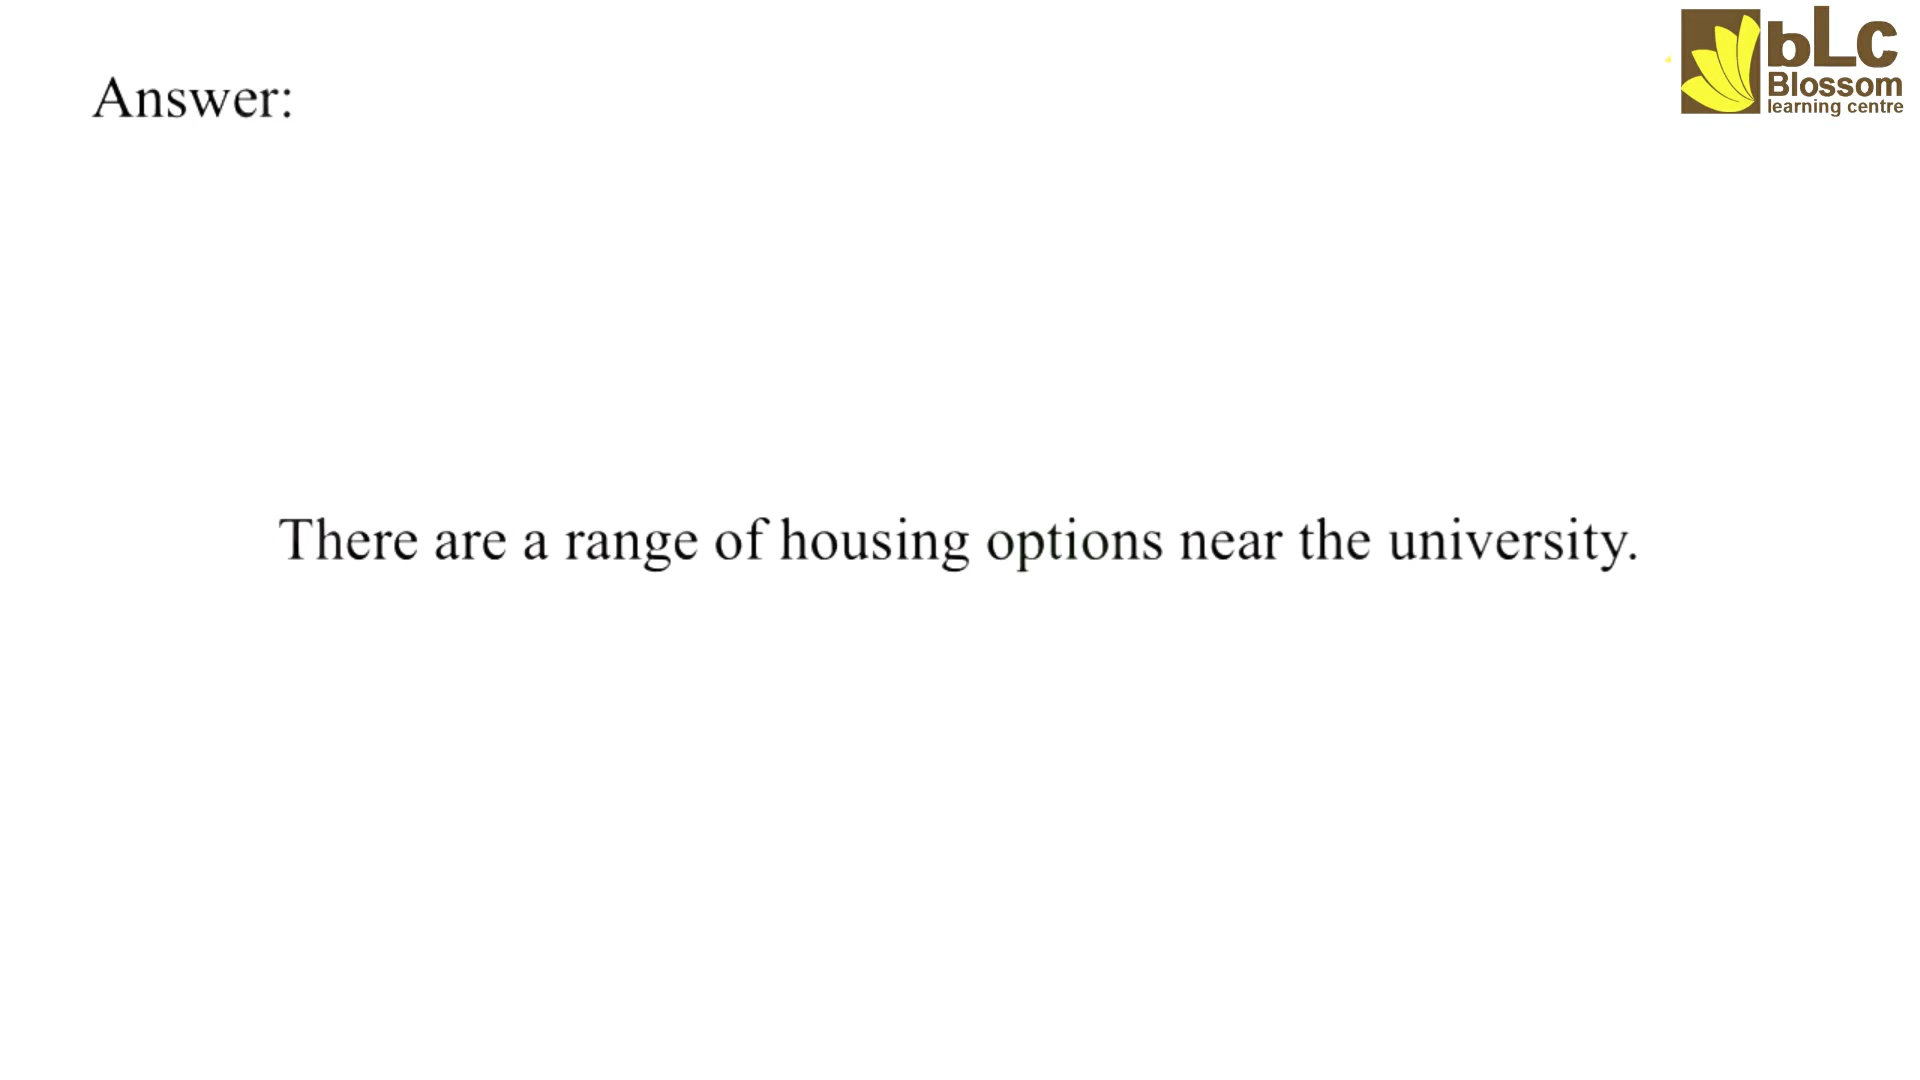 bLc
Blossom
learning centre
Answer:
There are a range of housing options near the university.